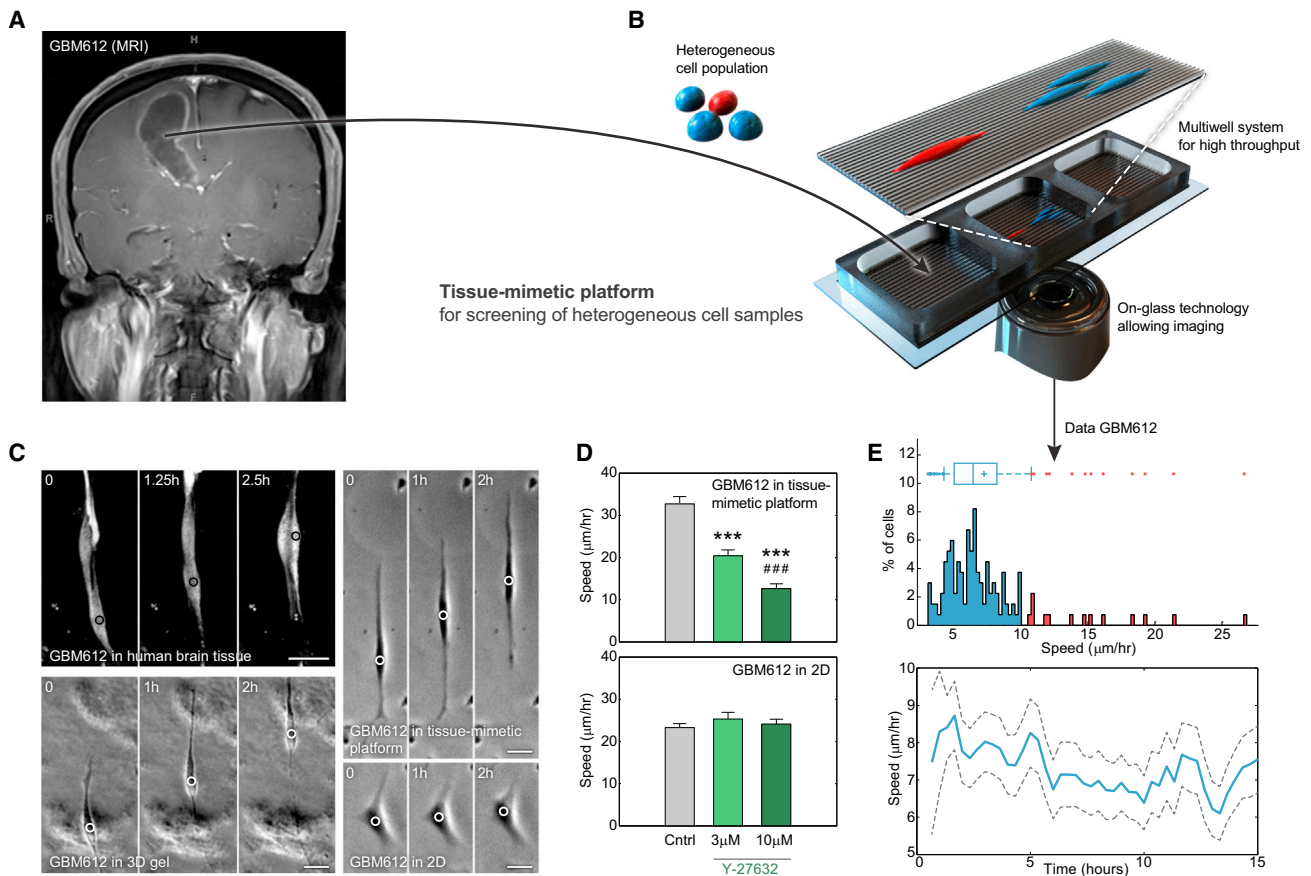 A
GBM612 (MRI)
H
R
L
F
B
Heterogeneous
cell population
Multiwell system
for high throughput
Tissue-mimetic platform
for screening of heterogeneous cell samples
On-glass technology
allowing imaging
Data GBM612
C
0
1.25h
2.5h
GBM612 in human brain tissue
0
1h
2h
GBM612 in 3D gel
0
1h
2h
GBM612 in tissue-mimetic
platform
0
1h
2h
GBM612 in 2D
D
GBM612 in tissue-
mimetic platform
Speed (μm/hr)
40
30
20
10
0
***
***
###
GBM612 in 2D
Speed (μm/hr)
40
30
20
10
0
Cntrl
3μM
10μM
Y-27632
E
% of cells
12
10
8
6
4
2
0
5
10
15
20
25
Speed (μm/hr)
Speed (μm/hr)
10
9
8
7
6
5
0
5
10
15
Time (hours)